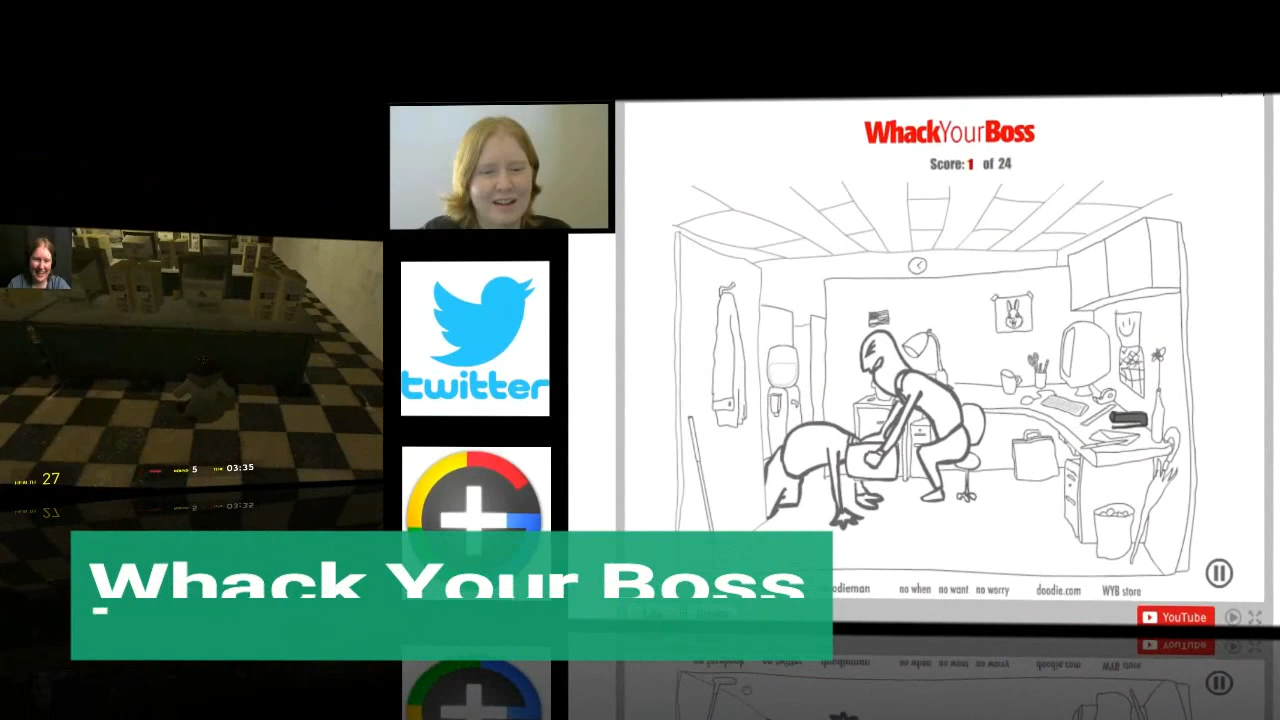 WhackYourBoss
Score: 1 of 24
twitter
27
5
03:35
Whack Your Boss
no when no want no worry doodie.com WYB store
YouTube